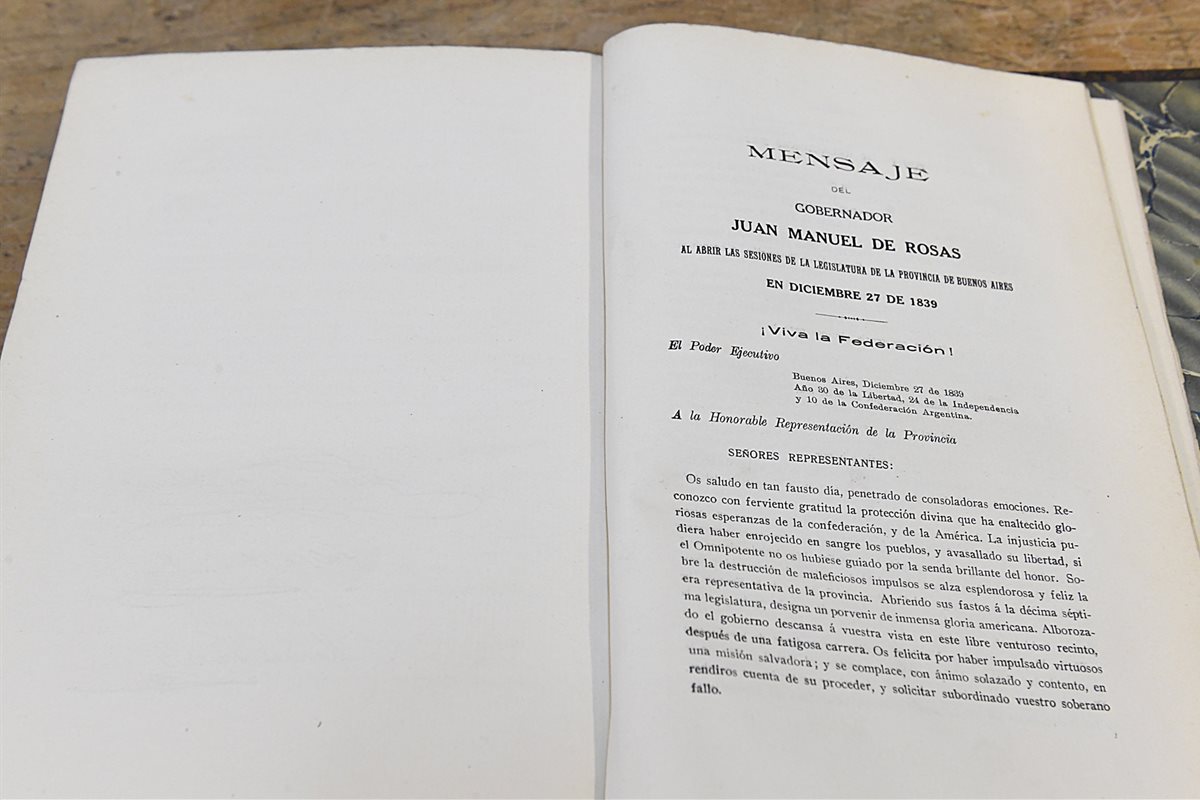 MENSAJE
DEL
GOBERNADOR
JUAN MANUEL DE ROSAS
AL ABRIR LAS SESIONES DE LA LEGISLATURA DE LA PROVINCIA DE BUENOS AIRES
EN DICIEMBRE 27 DE 1839
¡Viva la Federación!
El Poder Ejecutivo
Buenos Aires, Diciembre 27 de 1839
Año 30 de la Libertad, 24 de la Independencia
y 10 de la Confederación Argentina.
A la Honorable Representación de la Provincia
SEÑORES REPRESENTANTES:
Os saludo en tan fausto día, penetrado de consoladoras emociones. Re-
conozco con ferviente gratitud la protección divina que ha enaltecido glo-
riosas esperanzas de la confederación, y de la América. La injusticia pu-
diera haber enrojecido en sangre los pueblos, y avasallado su libertad, si
el Omnipotente no os hubiese guiado por la senda brillante del honor. So-
bre la destrucción de maleficiosos impulsos se alza esplendorosa y feliz la
era representativa de la provincia. Abriendo sus fastos á la décima sépti-
ma legislatura, designa un porvenir de inmensa gloria americana. Alboroza-
do el gobierno descansa á vuestra vista en este libre venturoso recinto,
después de una fatigosa carrera. Os felicita por haber impulsado virtuosos
una misión salvadora; y se complace, con ánimo solazado y contento, en
rendiros cuenta de su proceder, y solicitar subordinado vuestro soberano
fallo.